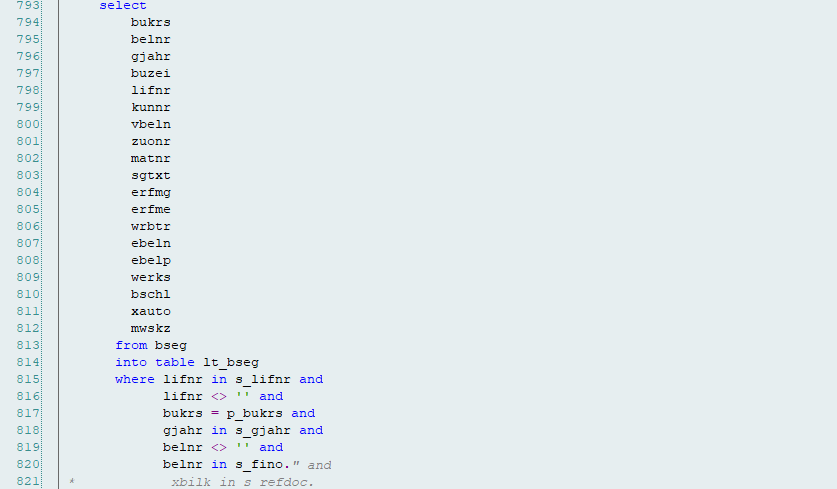 793 select
794 bukrs
795 belnr
796 gjahr
797 buzei
798 lifnr
799 kunnr
800 vbeln
801 zuonr
802 matnr
803 sgtxt
804 erfmg
805 erfme
806 wrbtr
807 ebeln
808 ebelp
809 werks
810 bschl
811 xauto
812 mwskz
813 from bseg
814 into table lt_bseg
815 where lifnr in s_lifnr and
816 lifnr <> '' and
817 bukrs = p_bukrs and
818 gjahr in s_gjahr and
819 belnr <> '' and
820 belnr in s_fino." and
821 * xbilk in s_refdoc.